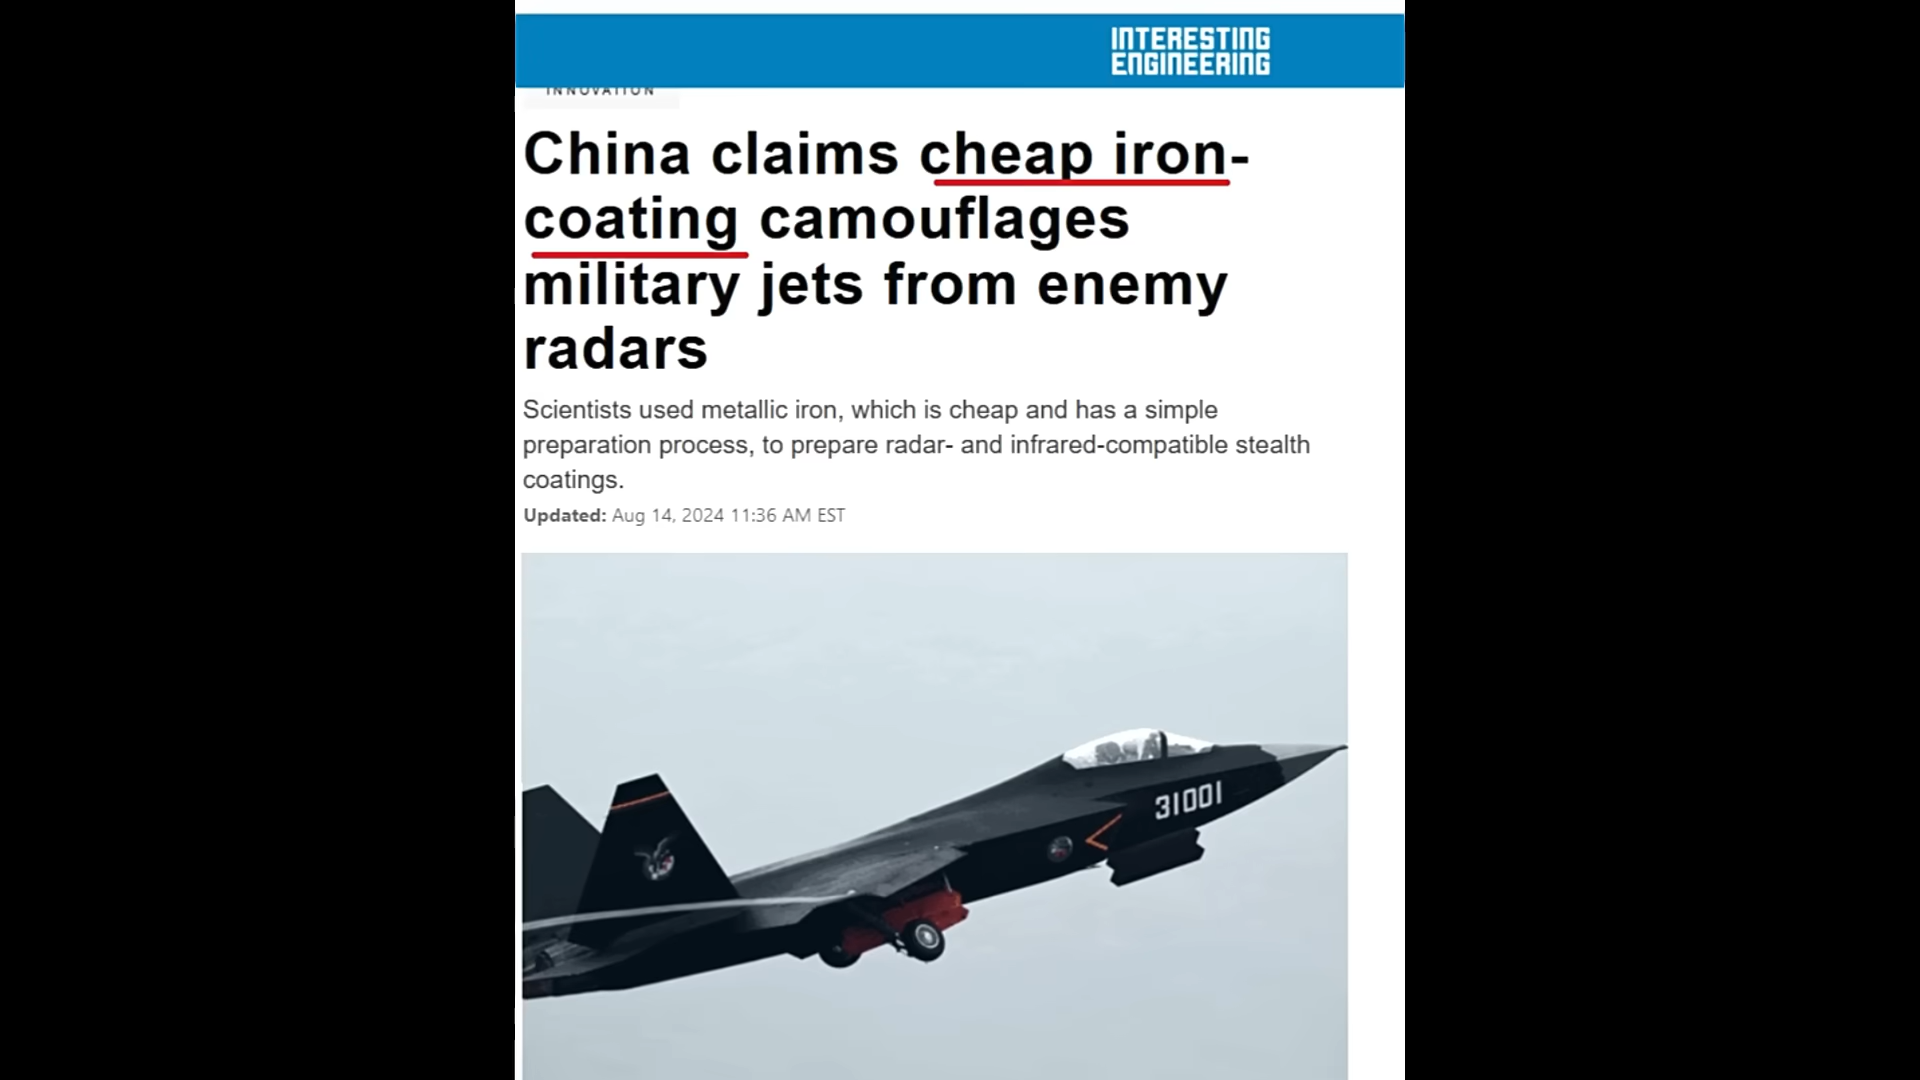 INTERESTING
ENGINEERING
INNOVATION
China claims cheap iron-
coating camouflages
military jets from enemy
radars
Scientists used metallic iron, which is cheap and has a simple
preparation process, to prepare radar- and infrared-compatible stealth
coatings.
Updated: Aug 14, 2024 11:36 AM EST
31001